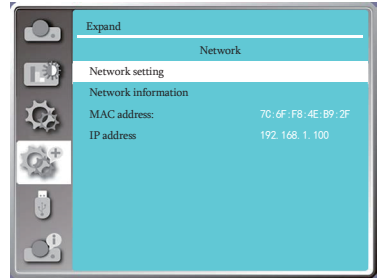 Expand
Network
Network setting
Network information
MAC address: 7C:6F:F8:4E:B9:2F
IP address 192.168.1.100